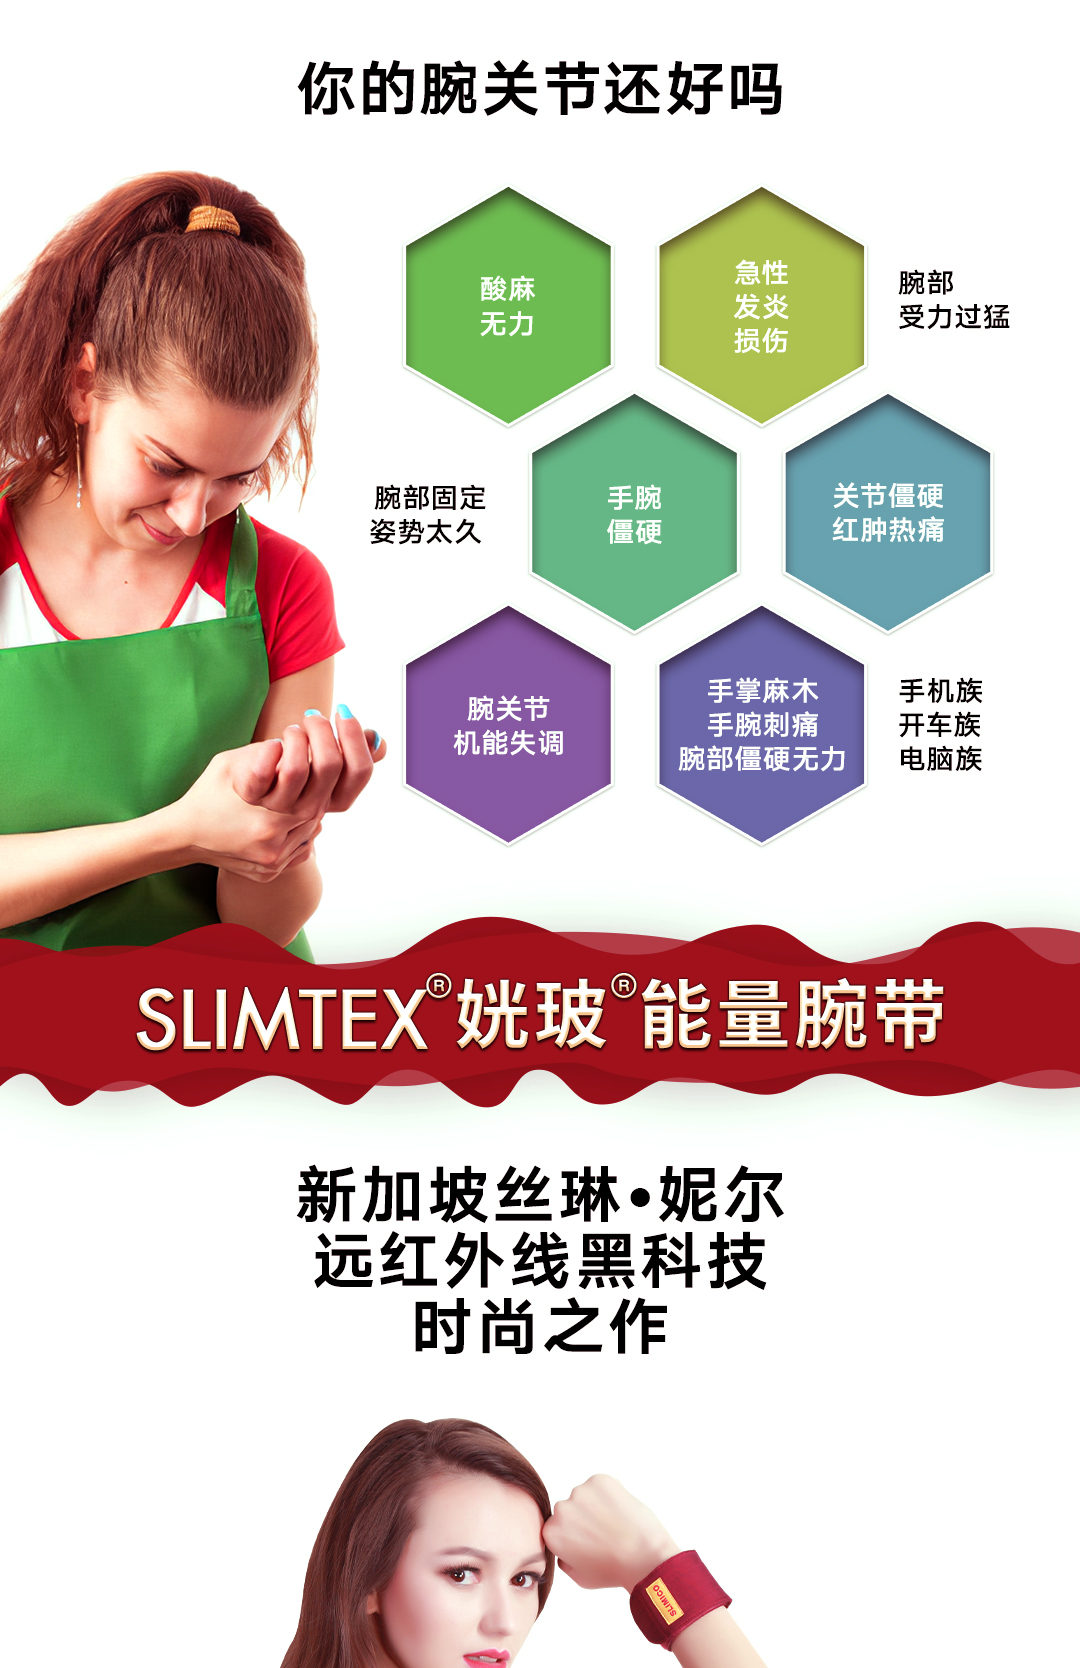 你的腕关节还好吗
酸麻
无力
急性
发炎
损伤
腕部
受力过猛
腕部固定
姿势太久
手腕
僵硬
关节僵硬
红肿热痛
腕关节
机能失调
手掌麻木
手腕刺痛
腕部僵硬无力
手机族
开车族
电脑族
SLIMTEX®姯玻®能量腕带
新加坡丝琳•妮尔
远红外线黑科技
时尚之作
SLIMICO